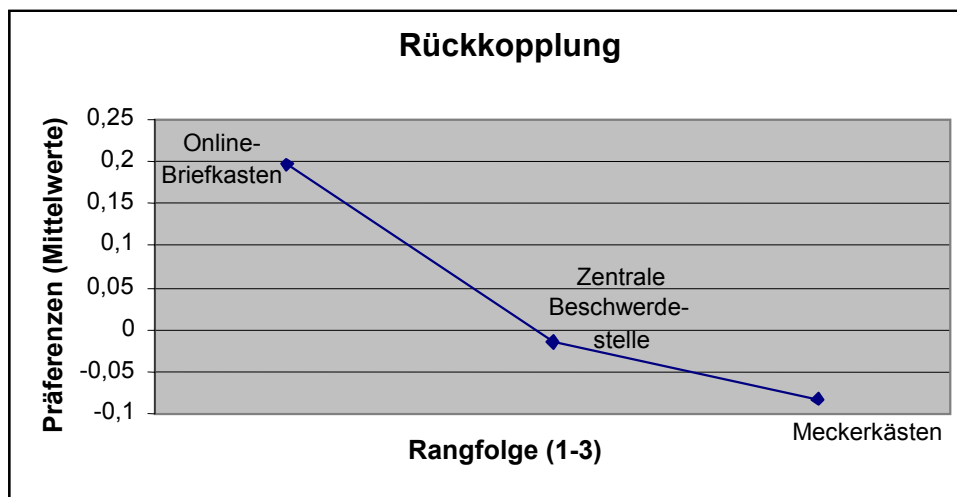 Rückkopplung
Präferenzen (Mittelwerte)
0,25
0,2
0,15
0,1
0,05
0
-0,05
-0,1
Online-
Briefkasten
Zentrale
Beschwerde-
stelle
Meckerkästen
Rangfolge (1-3)